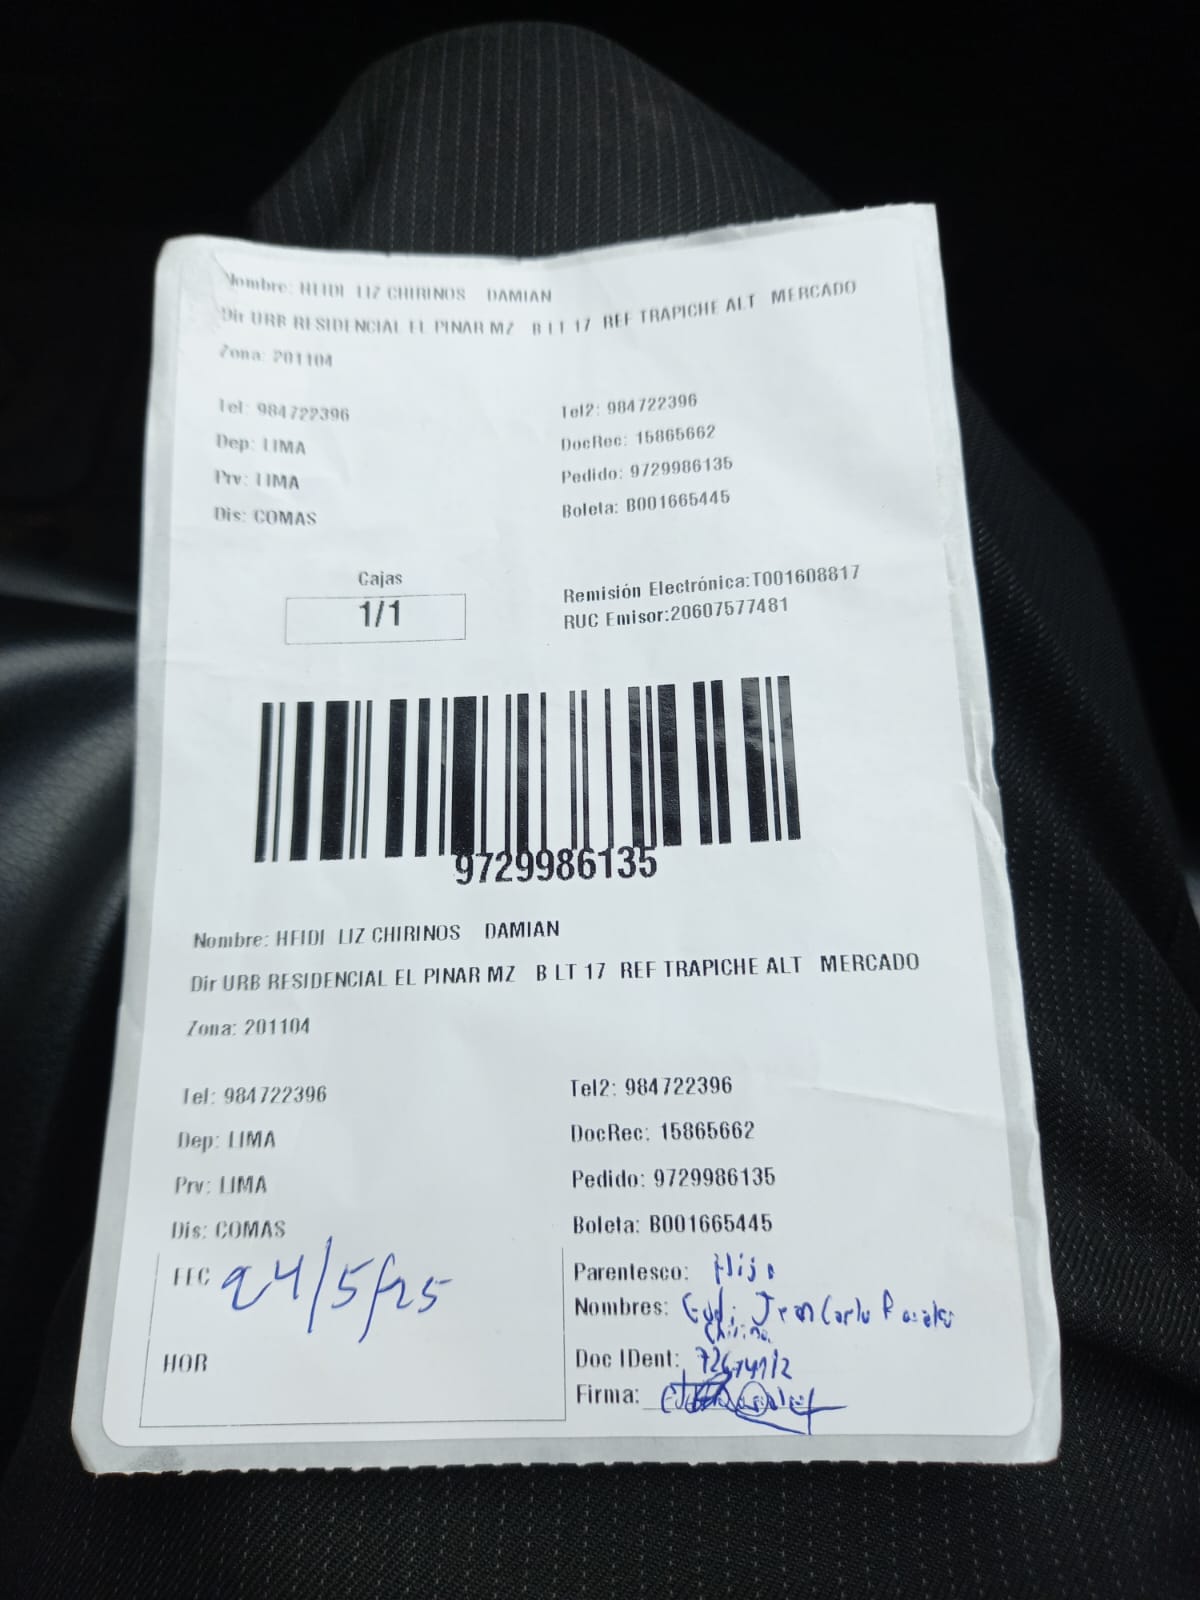 Nombre: HEIDI LIZ CHIRINOS DAMIAN
Dir URB RESIDENCIAL EL PINAR MZ B LT 17 REF TRAPICHE ALT MERCADO
Zona: 201104
Tel: 984722396 Tel2: 984722396
Dep: LIMA DocRec: 15865662
Prv: LIMA Pedido: 9729986135
Dis: COMAS Boleta: B001665445
Cajas
1/1
Remisión Electrónica:T001608817
RUC Emisor:20607577481
9729986135
Nombre: HEIDI LIZ CHIRINOS DAMIAN
Dir URB RESIDENCIAL EL PINAR MZ B LT 17 REF TRAPICHE ALT MERCADO
Zona: 201104
Tel: 984722396 Tel2: 984722396
Dep: LIMA DocRec: 15865662
Prv: LIMA Pedido: 9729986135
Dis: COMAS Boleta: B001665445
FEC 24/5/25
HOR
Parentesco: Hijo
Nombres: Jean Carlo
Doc IDent:
Firma: